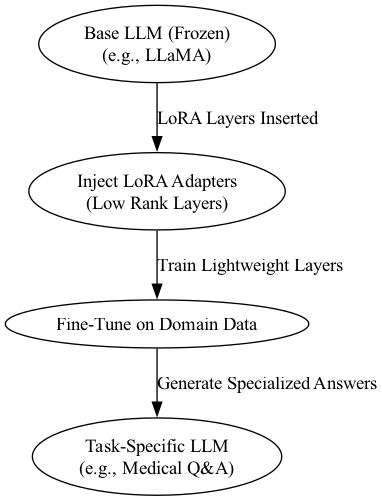 Base LLM (Frozen)
(e.g., LLaMA)
LoRA Layers Inserted
Inject LoRA Adapters
(Low Rank Layers)
Train Lightweight Layers
Fine-Tune on Domain Data
Generate Specialized Answers
Task-Specific LLM
(e.g., Medical Q&A)